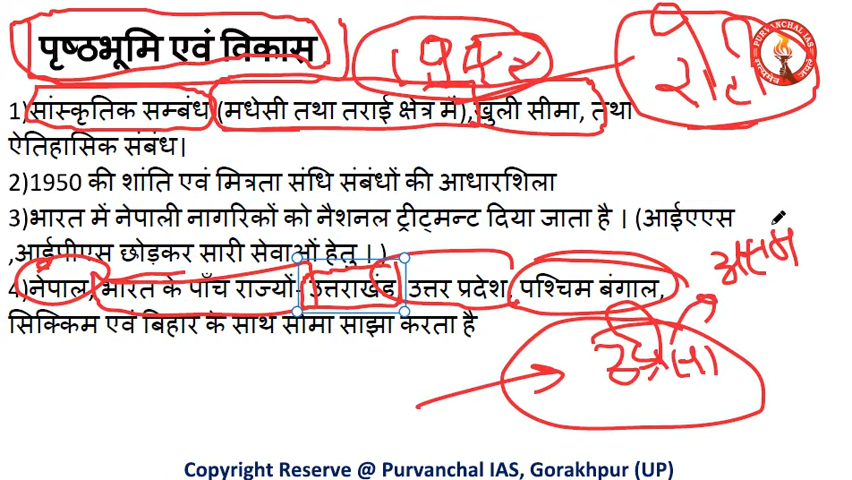 पृष्ठभूमि एवं विकास
PURVANCHAL IAS
1)सांस्कृतिक सम्बंध (मधेसी तथा तराई क्षेत्र में),खुली सीमा, तथा
ऐतिहासिक संबंध।
2)1950 की शांति एवं मित्रता संधि संबंधों की आधारशिला
3)भारत में नेपाली नागरिकों को नैशनल ट्रीट्मन्ट दिया जाता है । (आईएएस
,आईपीएस छोड़कर सारी सेवाओं हेतु । )
असम
4)नेपाल, भारत के पाँच राज्यों- उत्तराखंड, उत्तर प्रदेश, पश्चिम बंगाल,
सिक्किम एवं बिहार के साथ सीमा साझा करता है
Copyright Reserve @ Purvanchal IAS, Gorakhpur (UP)